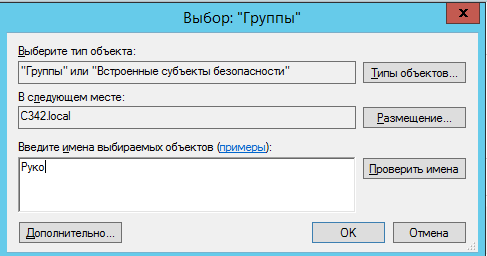 Выбор: "Группы"
x
Выберите тип объекта:
"Группы" или "Встроенные субъекты безопасности"
Типы объектов...
В следующем месте:
C342.local
Размещение...
Введите имена выбираемых объектов (примеры):
Руко
Проверить имена
Дополнительно...
OK
Отмена